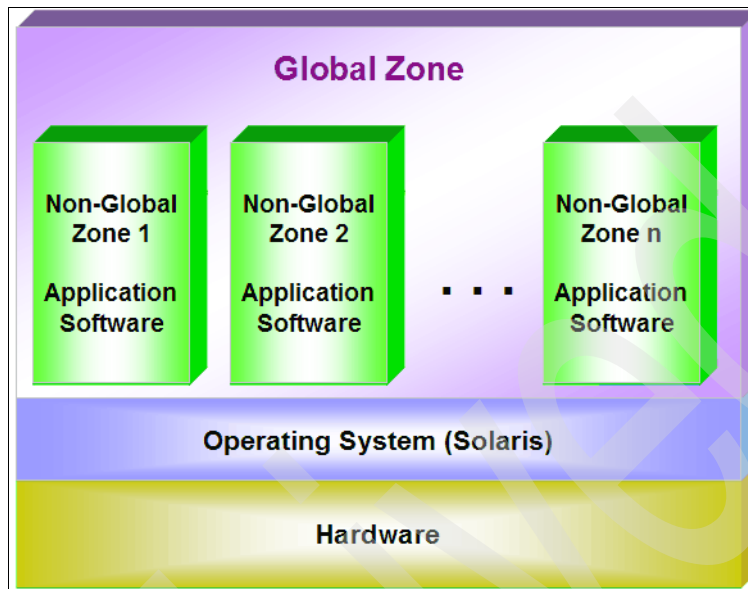 Global Zone
Non-Global
Zone 1
Application
Software
Non-Global
Zone 2
Application
Software
. . .
Non-Global
Zone n
Application
Software
Operating System (Solaris)
Hardware